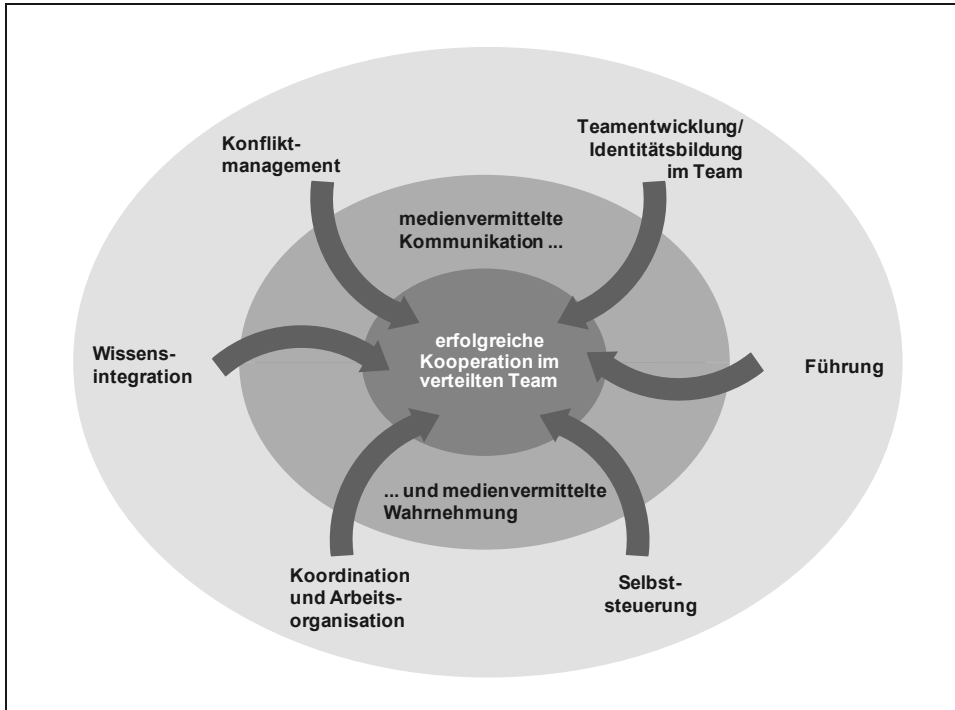 Konflikt-
management
Teamentwicklung/
Identitätsbildung
im Team
medienvermittelte
Kommunikation ...
Wissens-
integration
erfolgreiche
Kooperation im
verteilten Team
Führung
... und medienvermittelte
Wahrnehmung
Koordination
und Arbeits-
organisation
Selbst-
steuerung